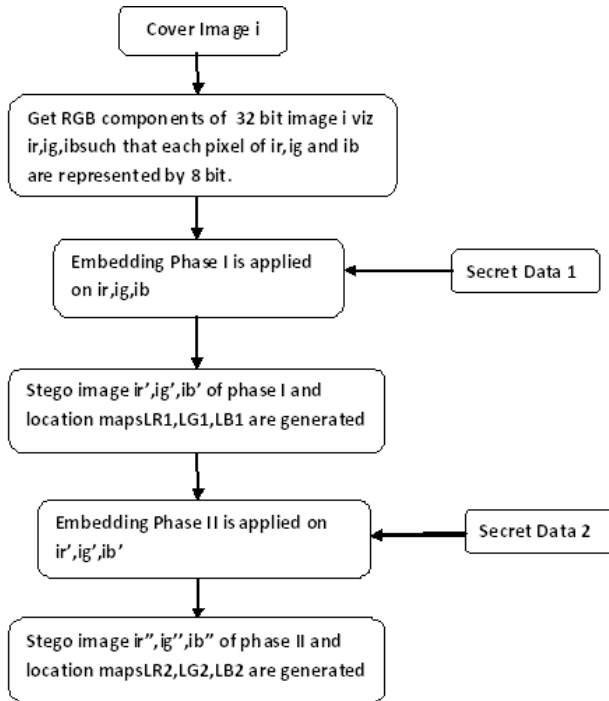 Cover Image i
Get RGB components of 32 bit image i viz
ir,ig,ibsuch that each pixel of ir,ig and ib
are represented by 8 bit.
Embedding Phase I is applied
on ir,ig,ib
Secret Data 1
Stego image ir’,ig’,ib’ of phase I and
location mapsLR1,LG1,LB1 are generated
Embedding Phase II is applied on
ir’,ig’,ib’
Secret Data 2
Stego image ir’’,ig’’,ib’’ of phase II and
location mapsLR2,LG2,LB2 are generated